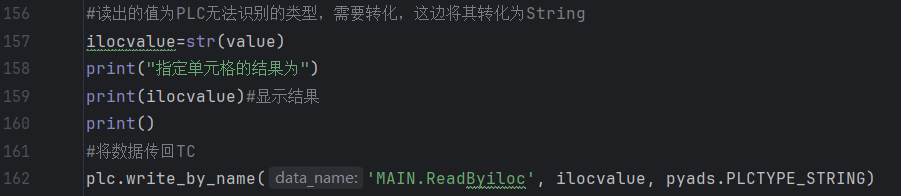 156 #读出的值为PLC无法识别的类型，需要转化，这边将其转化为String
157 ilocvalue=str(value)
158 print("指定单元格的结果为")
159 print(ilocvalue)#显示结果
160 print()
161 #将数据传回TC
162 plc.write_by_name( data_name: 'MAIN.ReadByiloc', ilocvalue, pyads.PLCTYPE_STRING)